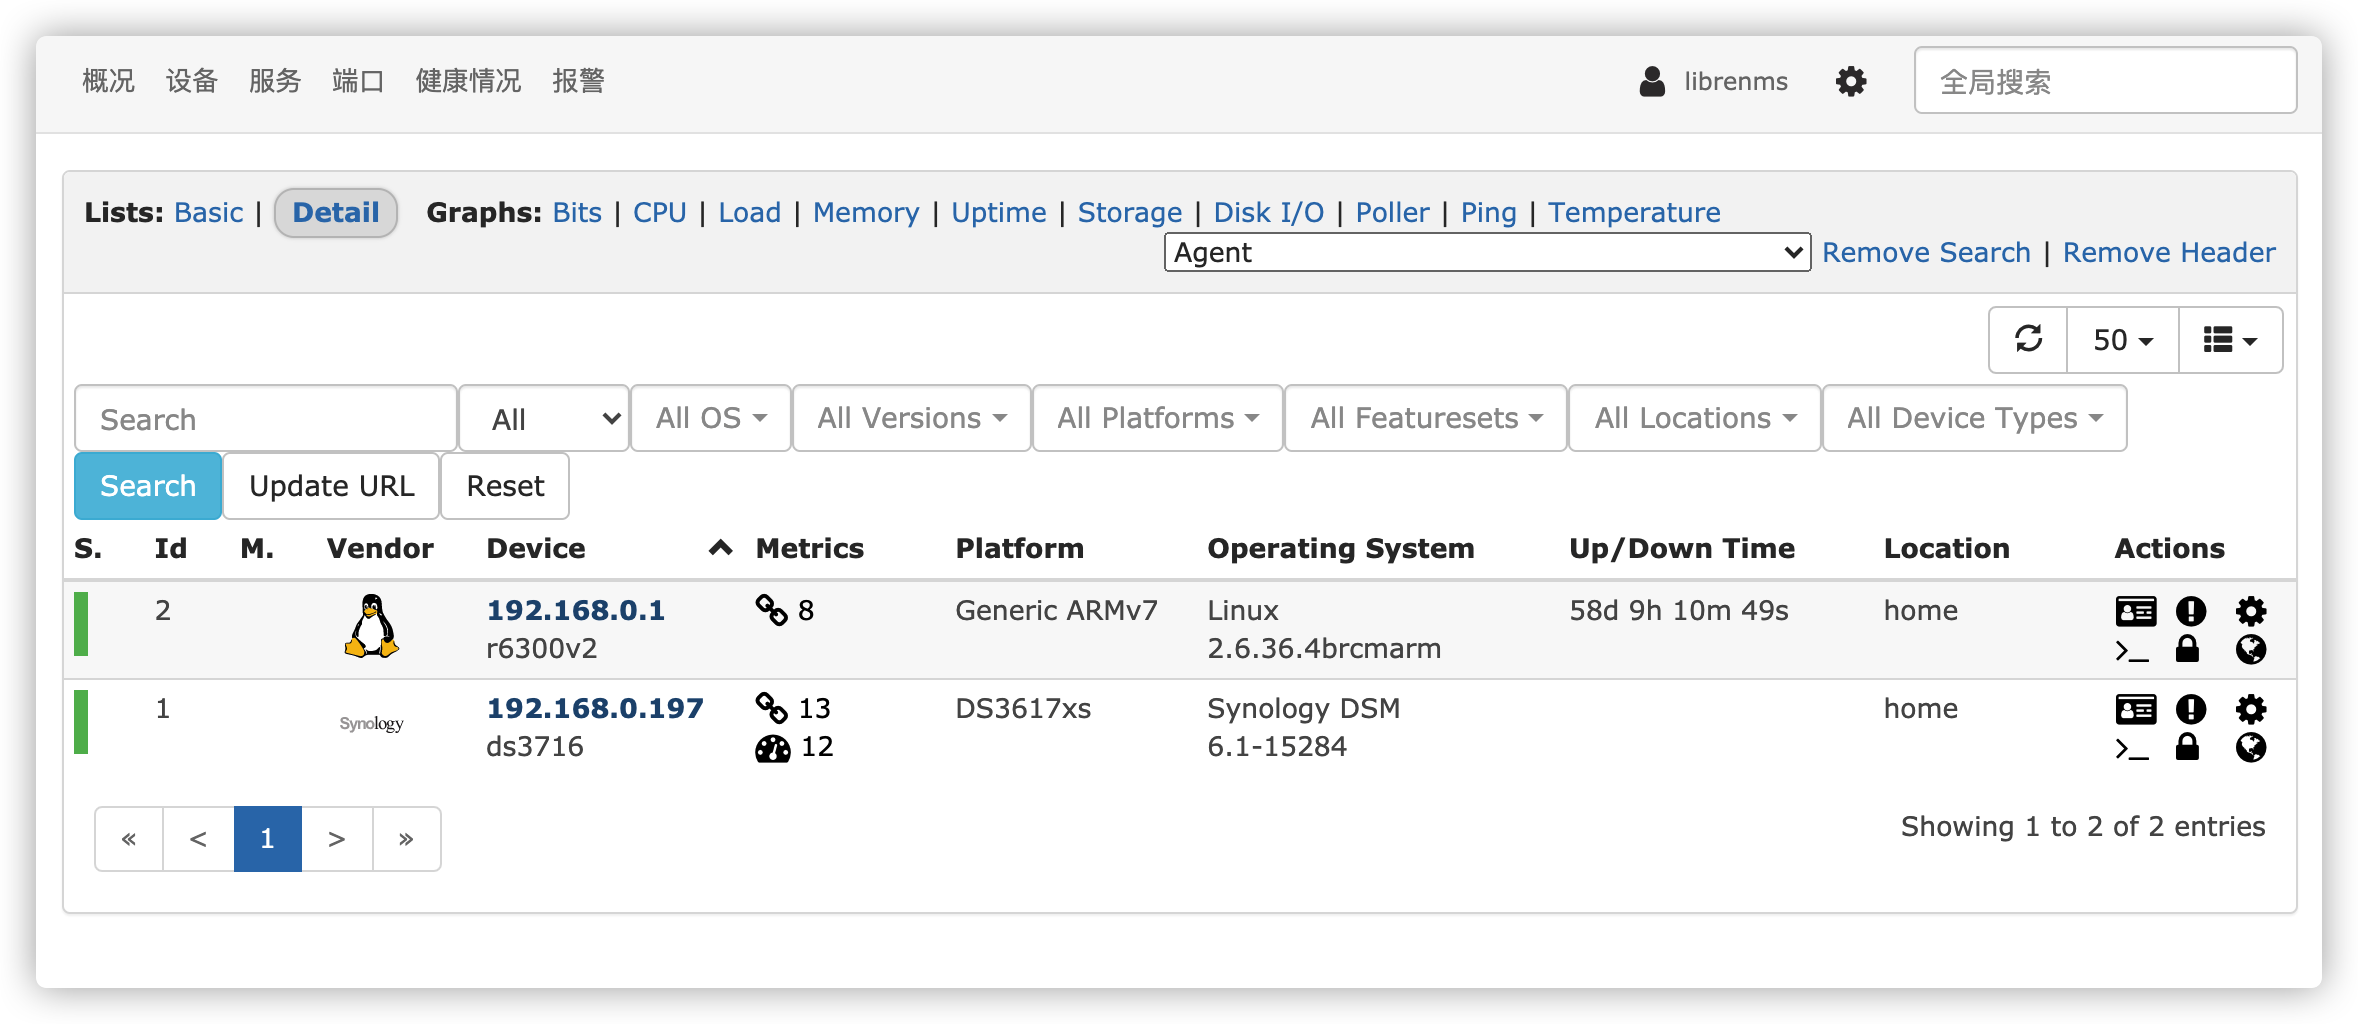 概况 设备 服务 端口 健康情况 报警 librenms 全局搜索
Lists: Basic | Detail Graphs: Bits | CPU | Load | Memory | Uptime | Storage | Disk I/O | Poller | Ping | Temperature
Agent Remove Search | Remove Header
50
Search All All OS All Versions All Platforms All Featuresets All Locations All Device Types
Search Update URL Reset
S. Id M. Vendor Device Metrics Platform Operating System Up/Down Time Location Actions
2 192.168.0.1 8 Generic ARMv7 Linux 58d 9h 10m 49s home
r6300v2 2.6.36.4brcmarm
1 Synology 192.168.0.197 13 DS3617xs Synology DSM home
ds3716 12 6.1-15284
« < 1 > » Showing 1 to 2 of 2 entries